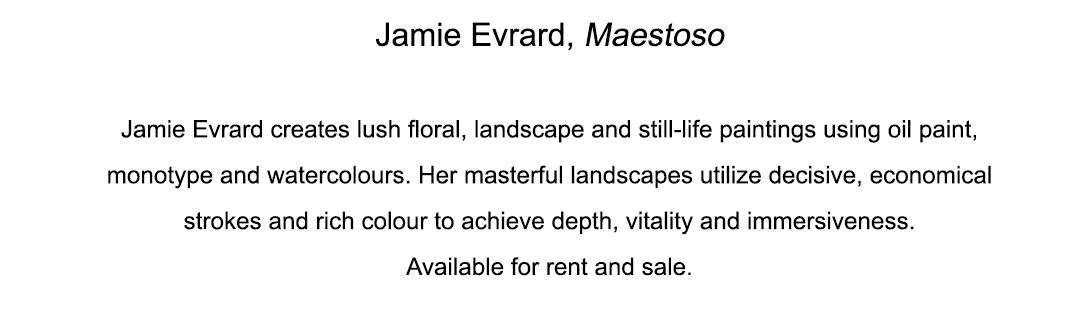 Jamie Evrard, Maestoso
Jamie Evrard creates lush floral, landscape and still-life paintings using oil paint,
monotype and watercolours. Her masterful landscapes utilize decisive, economical
strokes and rich colour to achieve depth, vitality and immersiveness.
Available for rent and sale.